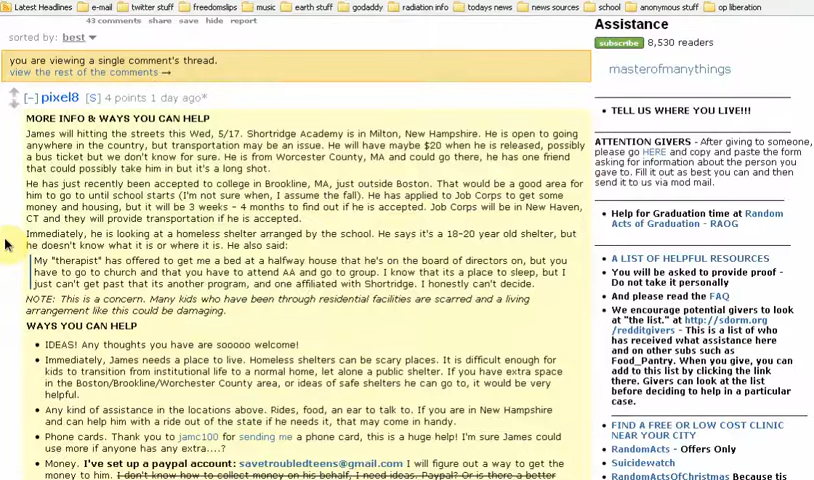 Latest Headlines e-mail twitter stuff freedomslips music earth stuff godaddy radiation info todays news news sources school anonymous stuff op liberation
43 comments share save hide report
sorted by: best
you are viewing a single comment's thread.
view the rest of the comments →
[-] pixel8 [S] 4 points 1 day ago*
MORE INFO & WAYS YOU CAN HELP
James will hitting the streets this Wed, 5/17. Shortridge Academy is in Milton, New Hampshire. He is open to going
anywhere in the country, but transportation may be an issue. He will have maybe $20 when he is released, possibly
a bus ticket but we don't know for sure. He is from Worcester County, MA and could go there, he has one friend
that could possibly take him in but it's a long shot.
He has just recently been accepted to college in Brookline, MA, just outside Boston. That would be a good area for
him to go to until school starts (I'm not sure when, I assume the fall). He has applied to Job Corps to get some
money and housing, but it will be 3 weeks - 4 months to find out if he is accepted. Job Corps will be in New Haven,
CT and they will provide transportation if he is accepted.
Immediately, he is looking at a homeless shelter arranged by the school. He says it's a 18-20 year old shelter, but
he doesn't know what it is or where it is. He also said:
My "therapist" has offered to get me a bed at a halfway house that he's on the board of directors on, but you
have to go to church and that you have to attend AA and go to group. I know that its a place to sleep, but I
just can't get past that its another program, and one affiliated with Shortridge. I honestly can't decide.
NOTE: This is a concern. Many kids who have been through residential facilities are scarred and a living
arrangement like this could be damaging.
WAYS YOU CAN HELP
• IDEAS! Any thoughts you have are sooooo welcome!
• Immediately, James needs a place to live. Homeless shelters can be scary places. It is difficult enough for
kids to transition from institutional life to a normal home, let alone a public shelter. If you have extra space
in the Boston/Brookline/Worchester County area, or ideas of safe shelters he can go to, it would be very
helpful.
• Any kind of assistance in the locations above. Rides, food, an ear to talk to. If you are in New Hampshire
and can help him with a ride out of the state if he needs it, that may come in handy.
• Phone cards. Thank you to jamc100 for sending me a phone card, this is a huge help! I'm sure James could
use more if anyone has any extra....?
• Money. I've set up a paypal account: savetroubledteens@gmail.com I will figure out a way to get the
money to him. I don't know how to collect money on his behalf, I need ideas. Paypal? Or is there a better
Assistance
subscribe 8,530 readers
masterofmanythings
• TELL US WHERE YOU LIVE!!!
ATTENTION GIVERS - After giving to someone,
please go HERE and copy and paste the form
asking for information about the person you
gave to. Fill it out as best you can and then
send it to us via mod mail.
• Help for Graduation time at Random
Acts of Graduation - RAOG
• A LIST OF HELPFUL RESOURCES
• You will be asked to provide proof -
Do not take it personally
• And please read the FAQ
• We encourage potential givers to look
at "the list." at http://sdorm.org
/redditgivers - This is a list of who
has received what assistance here
and on other subs such as
Food_Pantry. When you give, you can
add to this list by clicking the link
there. Givers can look at the list
before deciding to help in a particular
case.
• FIND A FREE OR LOW COST CLINIC
NEAR YOUR CITY
• RandomActs - Offers Only
• Suicidewatch
• RandomActsOfChristmas Because tis